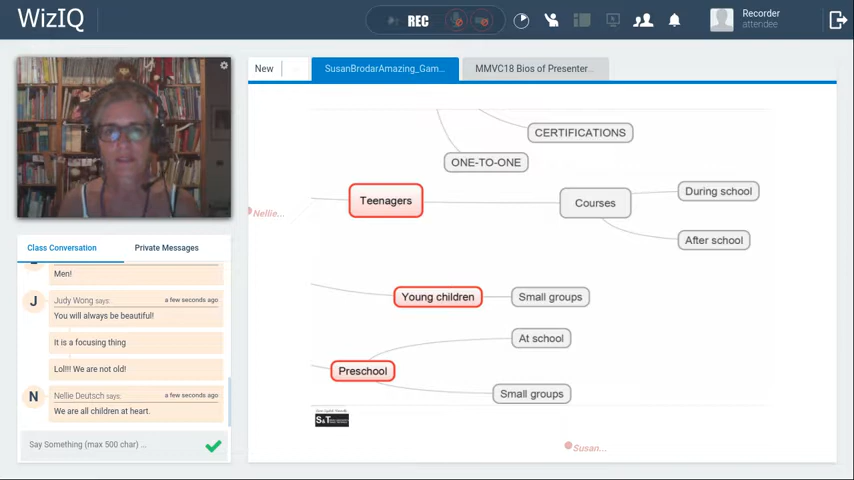 WizIQ
REC
Recorder
attendee
New
SusanBrodarAmazing_Gam...
MMVC18 Bios of Presenter...
CERTIFICATIONS
ONE-TO-ONE
Teenagers
Courses
During school
After school
Nellie...
Young children
Small groups
At school
Preschool
Small groups
S&T
Susan...
Class Conversation
Private Messages
Men!
J
Judy Wong says:
a few seconds ago
You will always be beautiful!
It is a focusing thing
Lol!!! We are not old!
N
Nellie Deutsch says:
a few seconds ago
We are all children at heart.
Say Something (max 500 char) ...